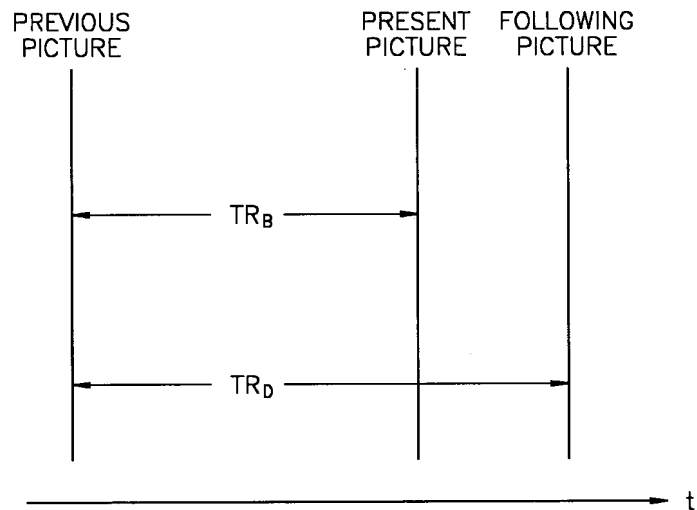 PREVIOUS
PICTURE
PRESENT
PICTURE
FOLLOWING
PICTURE
TR_B
TR_D
t